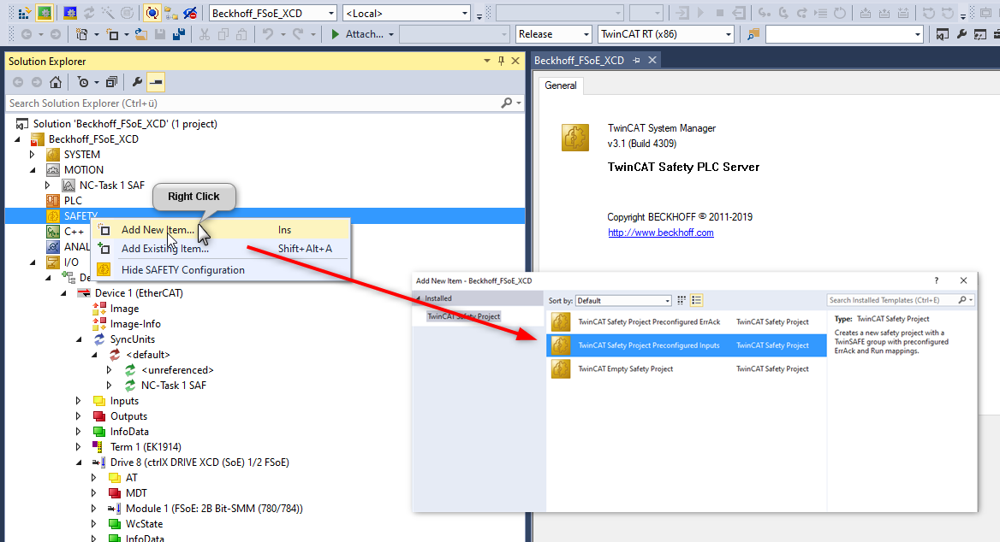 Beckhoff_FSoE_XCD
<Local>
Attach...
Release
TwinCAT RT (x86)
Solution Explorer
Search Solution Explorer (Ctrl+ü)
Solution 'Beckhoff_FSoE_XCD' (1 project)
Beckhoff_FSoE_XCD
SYSTEM
MOTION
NC-Task 1 SAF
PLC
SAFETY
C++
ANAL
I/O
De
Device 1 (EtherCAT)
Image
Image-Info
SyncUnits
<default>
<unreferenced>
NC-Task 1 SAF
Inputs
Outputs
InfoData
Term 1 (EK1914)
Drive 8 (ctrlX DRIVE XCD (SoE) 1/2 FSoE)
AT
MDT
Module 1 (FSoE: 2B Bit-SMM (780/784))
WcState
InfoData
Right Click
Add New Item... Ins
Add Existing Item... Shift+Alt+A
Hide SAFETY Configuration
Beckhoff_FSoE_XCD
General
TwinCAT System Manager
v3.1 (Build 4309)
TwinCAT Safety PLC Server
Copyright BECKHOFF © 2011-2019
http://www.beckhoff.com
Add New Item - Beckhoff_FSoE_XCD ?
Installed
TwinCAT Safety Project
Sort by: Default
Search Installed Templates (Ctrl+E)
TwinCAT Safety Project Preconfigured ErrAck TwinCAT Safety Project
TwinCAT Safety Project Preconfigured Inputs TwinCAT Safety Project
TwinCAT Empty Safety Project TwinCAT Safety Project
Type: TwinCAT Safety Project
Creates a new safety project with a
TwinSAFE group with preconfigured
ErrAck and Run mappings.